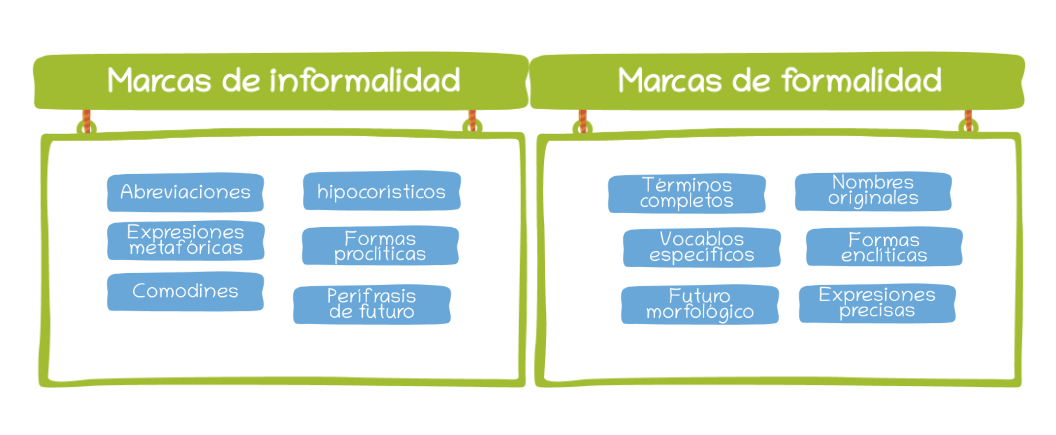 Marcas de informalidad
Abreviaciones
hipocorísticos
Expresiones
metafóricas
Formas
proclíticas
Comodines
Perífrasis
de futuro
Marcas de formalidad
Términos
completos
Nombres
originales
Vocablos
específicos
Formas
enclíticas
Futuro
morfológico
Expresiones
precisas